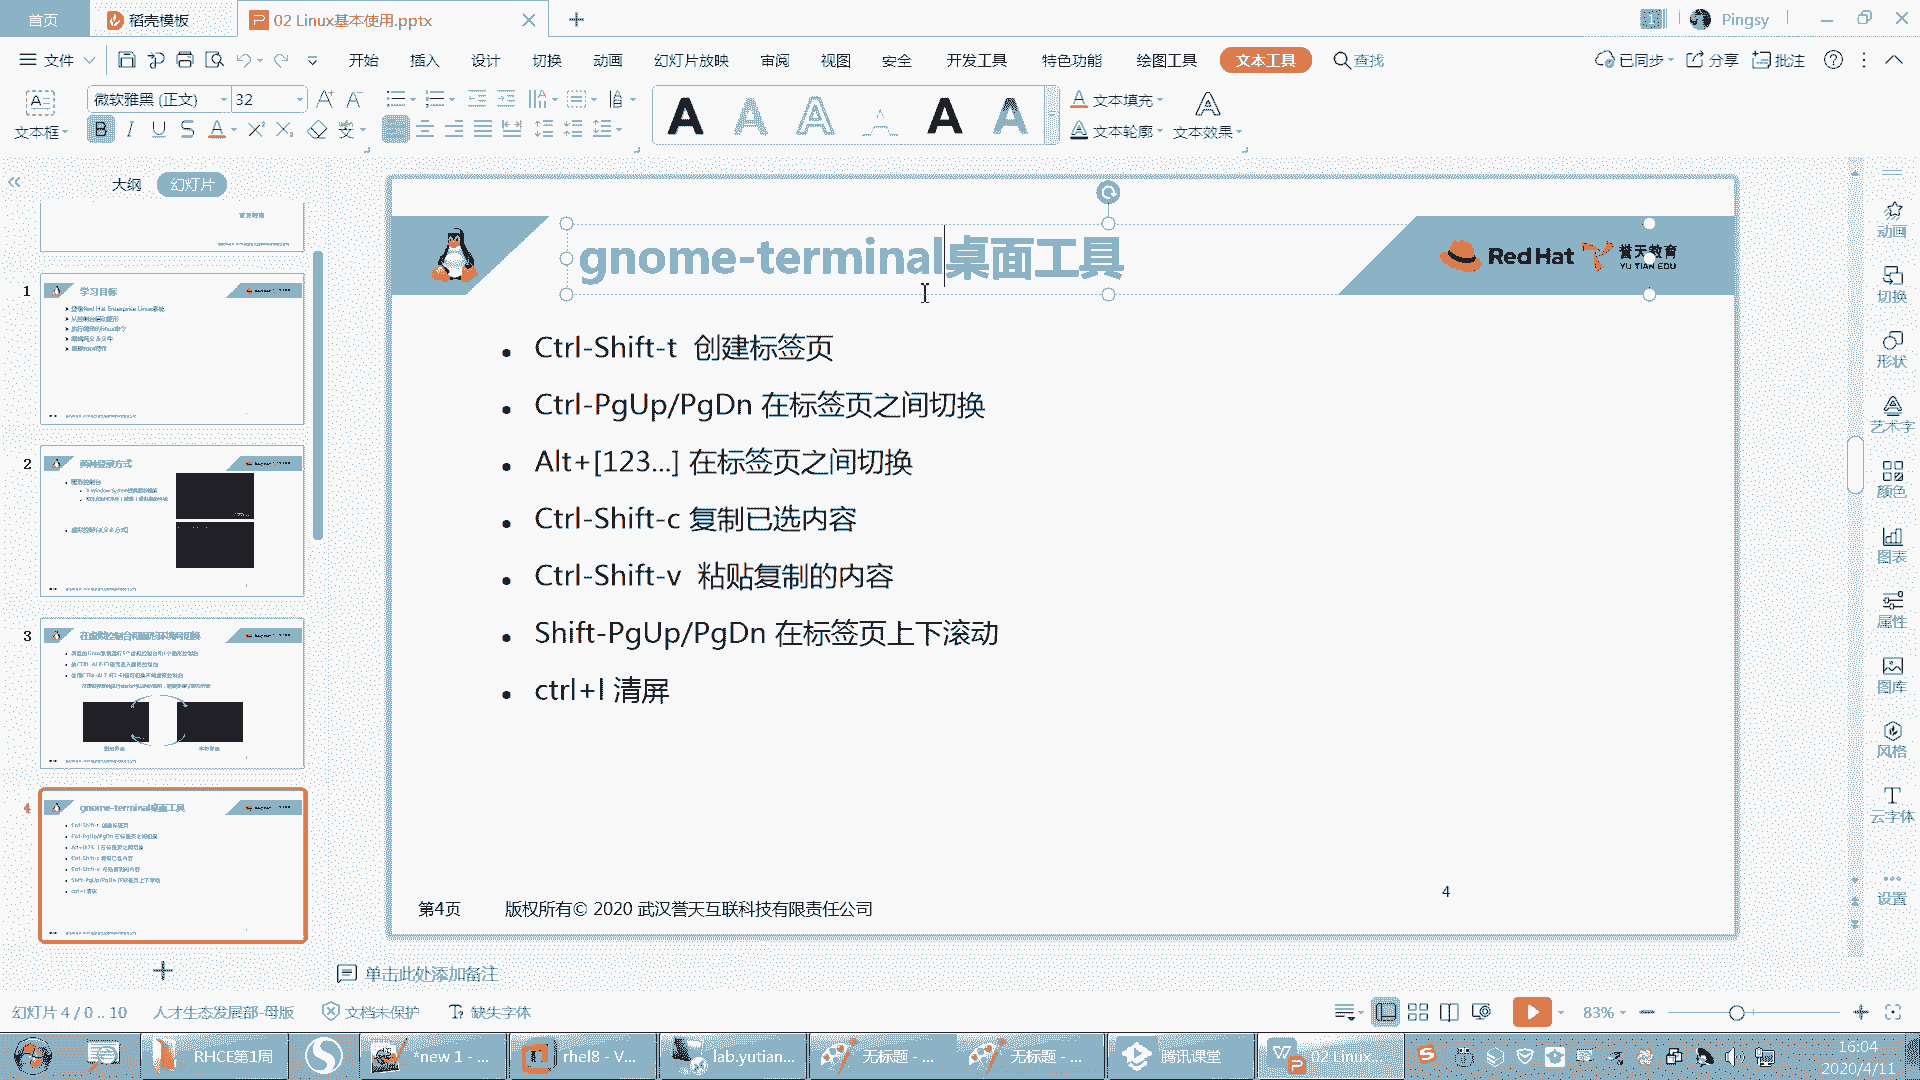 首页
稻壳模板
02 Linux基本使用.pptx
Pingsy
文件
开始
插入
设计
切换
动画
幻灯片放映
审阅
视图
安全
开发工具
特色功能
绘图工具
文本工具
查找
已同步
分享
批注
文本框
微软雅黑 (正文)
32
文本填充
文本轮廓
文本效果
大纲
幻灯片
1
学习目标
2
两种登录方式
3
在虚拟控制台和图形环境间切换
4
gnome-terminal桌面工具
gnome-terminal桌面工具
Red Hat
誉天教育
YU TIAN EDU
Ctrl-Shift-t 创建标签页
Ctrl-PgUp/PgDn 在标签页之间切换
Alt+[123...] 在标签页之间切换
Ctrl-Shift-c 复制已选内容
Ctrl-Shift-v 粘贴复制的内容
Shift-PgUp/PgDn 在标签页上下滚动
ctrl+l 清屏
4
第4页
版权所有© 2020 武汉誉天互联科技有限责任公司
单击此处添加备注
动画
切换
形状
艺术字
颜色
图表
属性
图库
风格
云字体
设置
幻灯片 4 / 0 .. 10
人才生态发展部-母版
文档未保护
缺失字体
83%
RHCE第1周
*new 1 - ...
rhel8 - V...
lab.yutian...
无标题 - ...
无标题 - ...
腾讯课堂
02 Linux...
16:04
2020/4/11